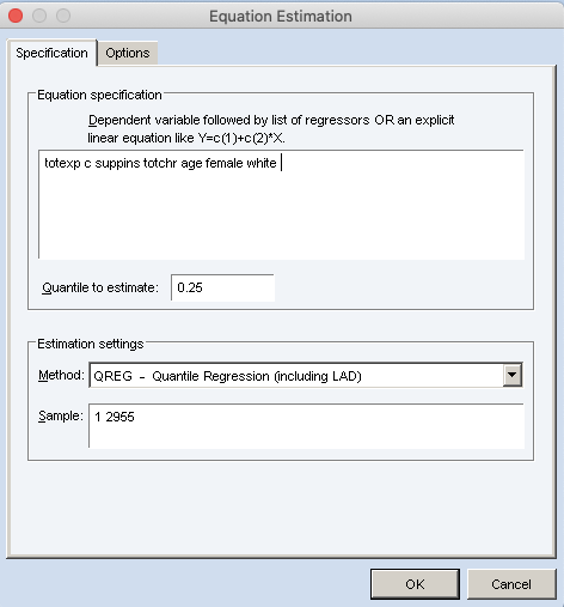 Equation Estimation
Specification Options
Equation specification
Dependent variable followed by list of regressors OR an explicit
linear equation like Y=c(1)+c(2)*X.
totexp c suppins totchr age female white
Quantile to estimate: 0.25
Estimation settings
Method: QREG - Quantile Regression (including LAD)
Sample: 1 2955
OK Cancel